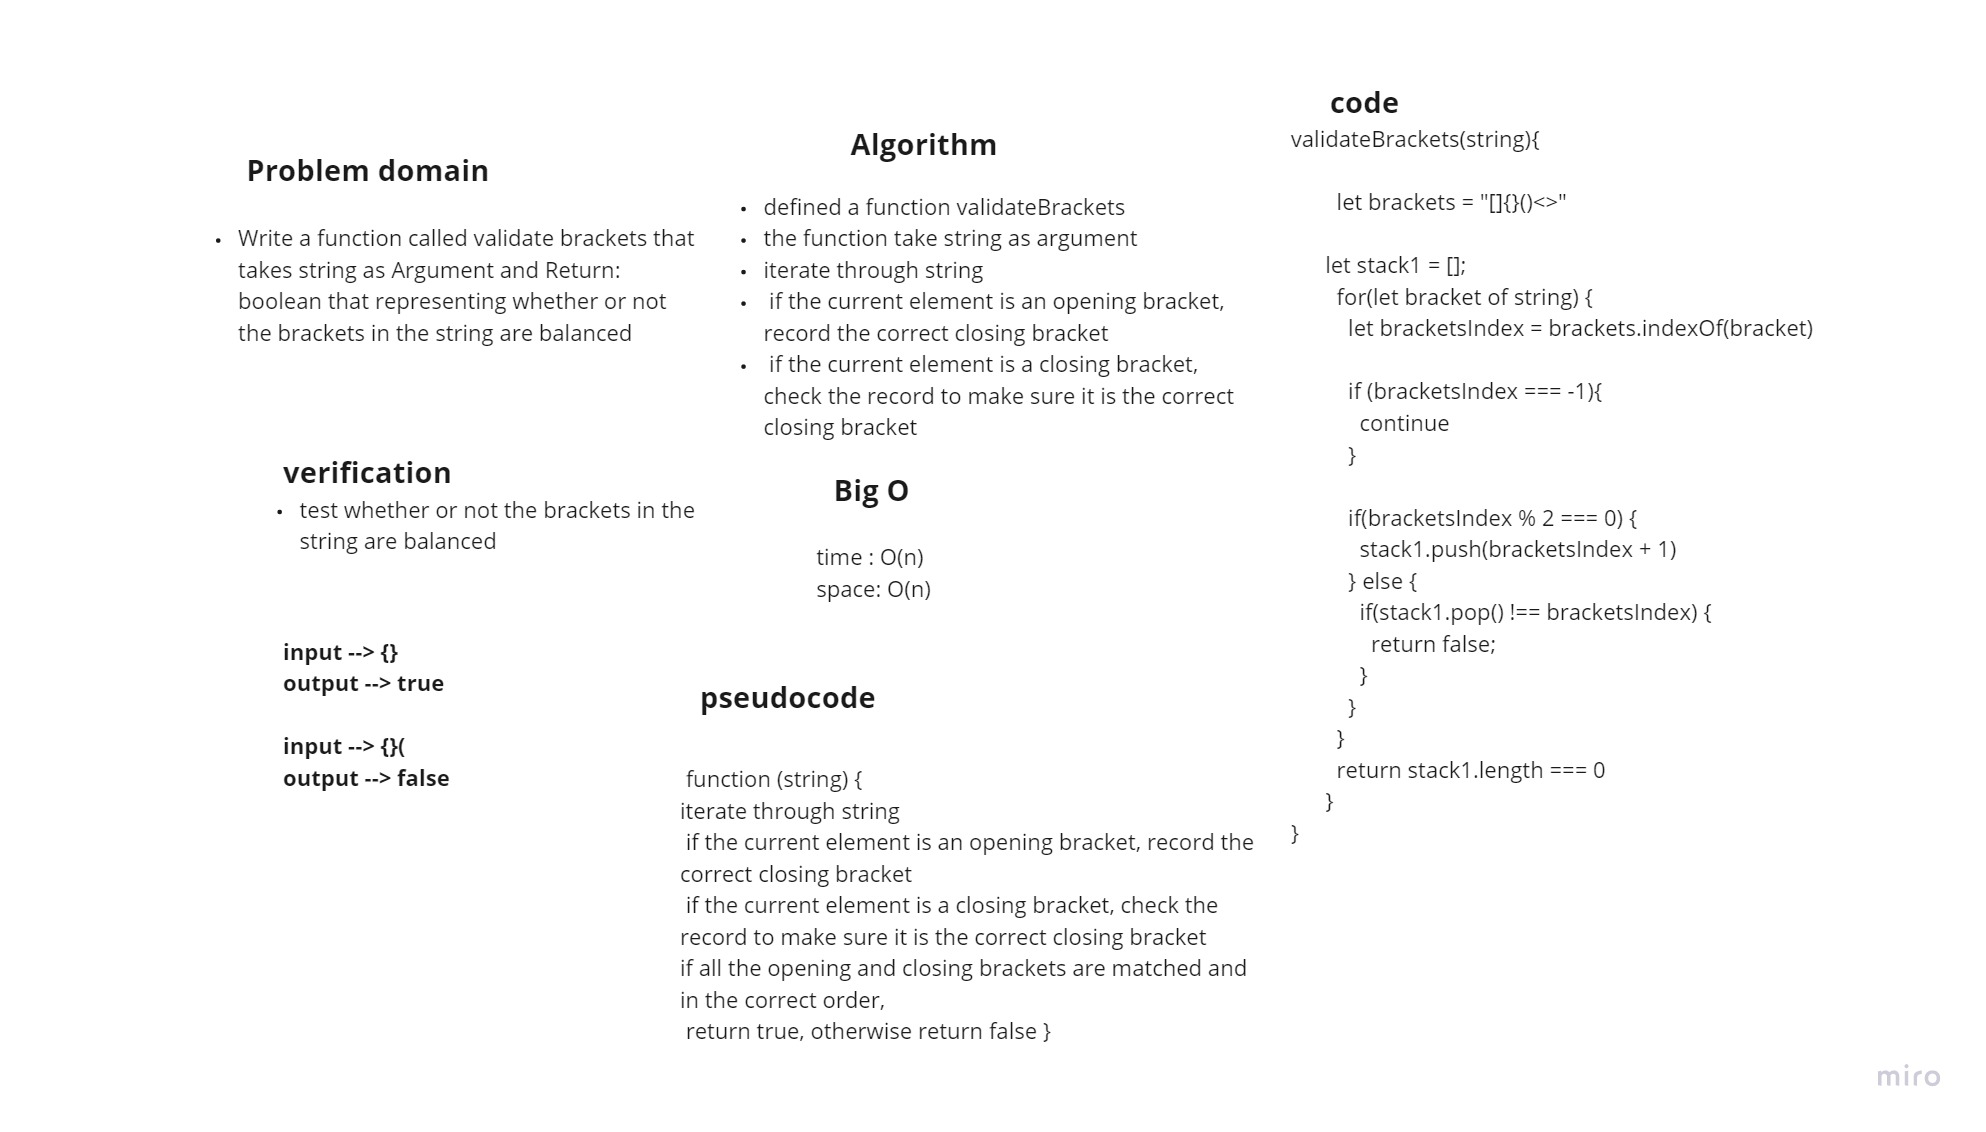 Problem domain
• Write a function called validate brackets that
takes string as Argument and Return:
boolean that representing whether or not
the brackets in the string are balanced
verification
• test whether or not the brackets in the
string are balanced
input --> {}
output --> true
input --> {}(
output --> false
Algorithm
• defined a function validateBrackets
• the function take string as argument
• iterate through string
• if the current element is an opening bracket,
record the correct closing bracket
• if the current element is a closing bracket,
check the record to make sure it is the correct
closing bracket
Big O
time : O(n)
space: O(n)
pseudocode
function (string) {
iterate through string
if the current element is an opening bracket, record the
correct closing bracket
if the current element is a closing bracket, check the
record to make sure it is the correct closing bracket
if all the opening and closing brackets are matched and
in the correct order,
return true, otherwise return false }
code
validateBrackets(string){
let brackets = "[]{}()<>"
let stack1 = [];
for(let bracket of string) {
let bracketsIndex = brackets.indexOf(bracket)
if (bracketsIndex === -1){
continue
}
if(bracketsIndex % 2 === 0) {
stack1.push(bracketsIndex + 1)
} else {
if(stack1.pop() !== bracketsIndex) {
return false;
}
}
}
return stack1.length === 0
}
}
miro